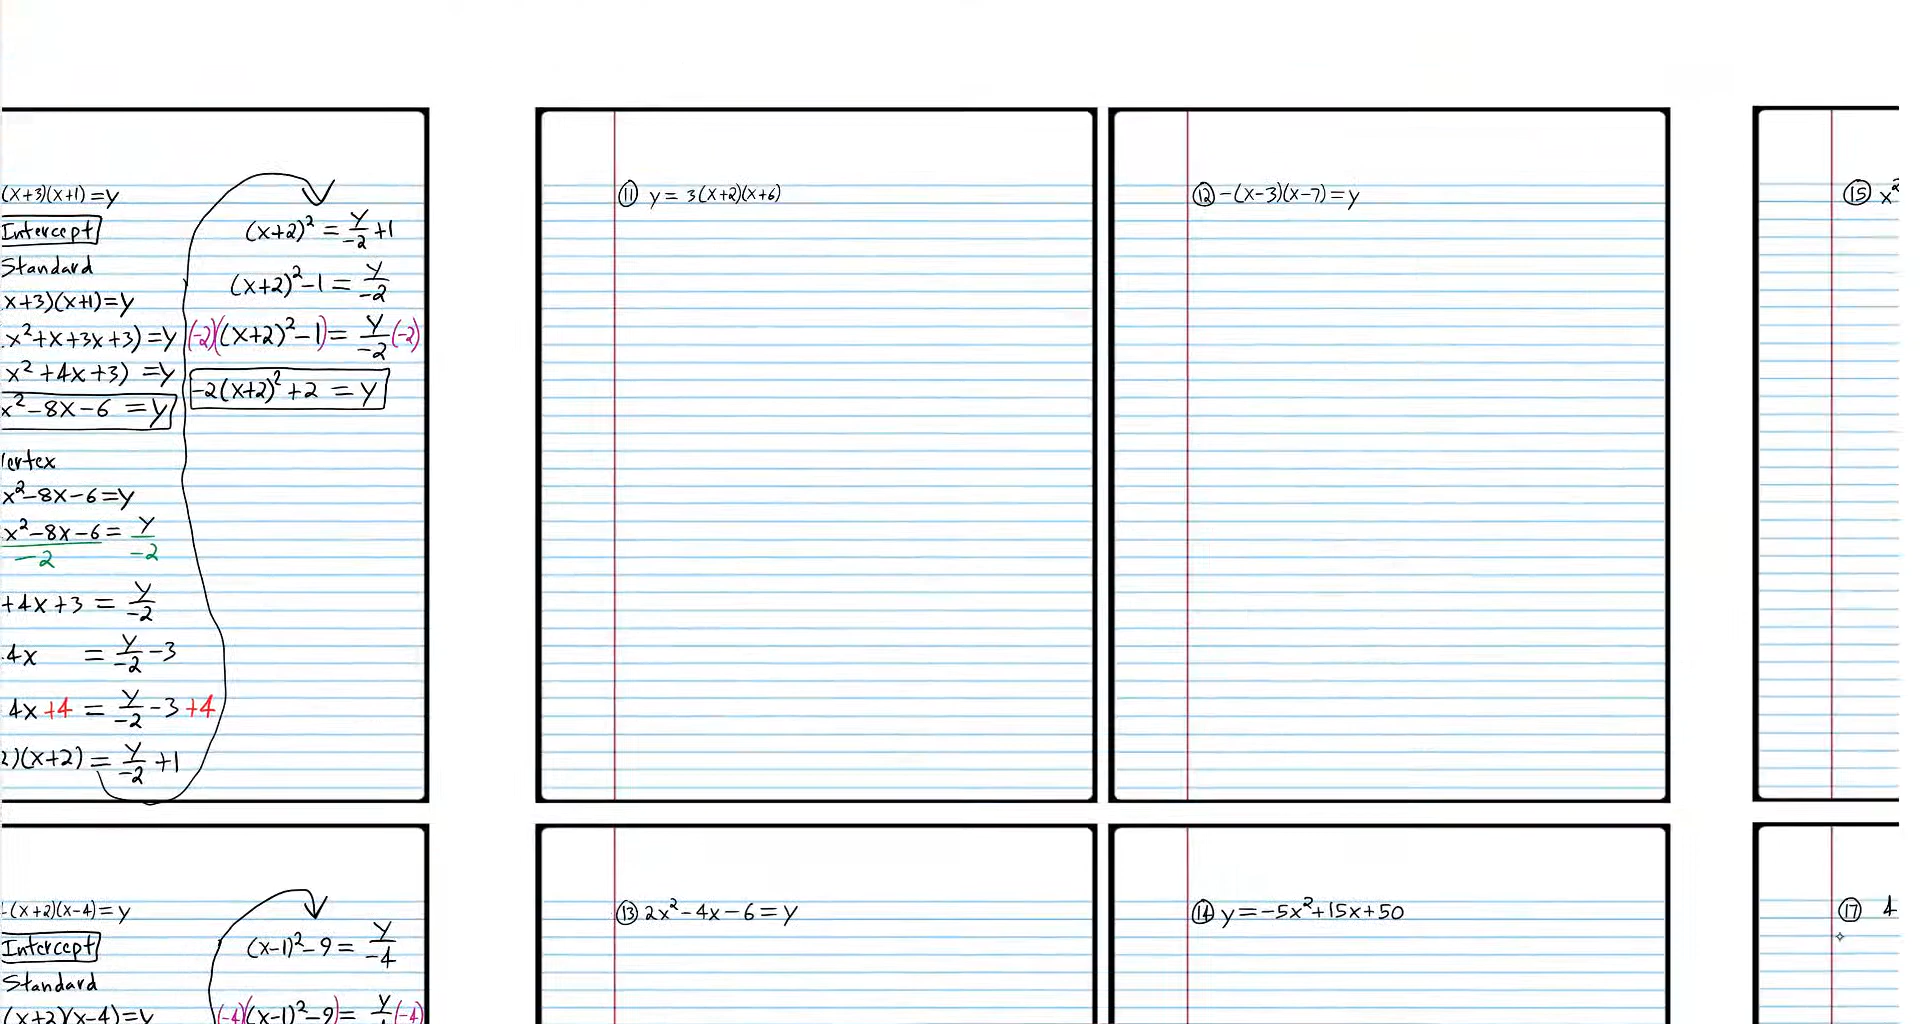 (x+3)(x+1)=y
Intercept
Standard
x+3)(x+1)=y
x²+x+3x+3)=y
x²+4x+3) =y
x²-8x-6 =y
Vertex
x²-8x-6=y
x²-8x-6= y/-2
-2
+4x+3 = y/-2
4x = y/-2 -3
4x+4 = y/-2 -3+4
2)(x+2) = y/-2 +1
(x+2)² = y/-2 +1
(x+2)²-1 = y/-2
(-2)((x+2)²-1) = y/-2 (-2)
-2(x+2)²+2 = y
⑪ y = 3(x+2)(x+6)
⑫ -(x-3)(x-7)=y
⑮ x²
-(x+2)(x-4)=y
Intercept
Standard
(x+2)(x-4)=y
(x-1)²-9 = y/-4
(-4)((x-1)²-9) = y (-4)
⑬ 2x²-4x-6=y
⑭ y=-5x²+15x+50
⑰ 4